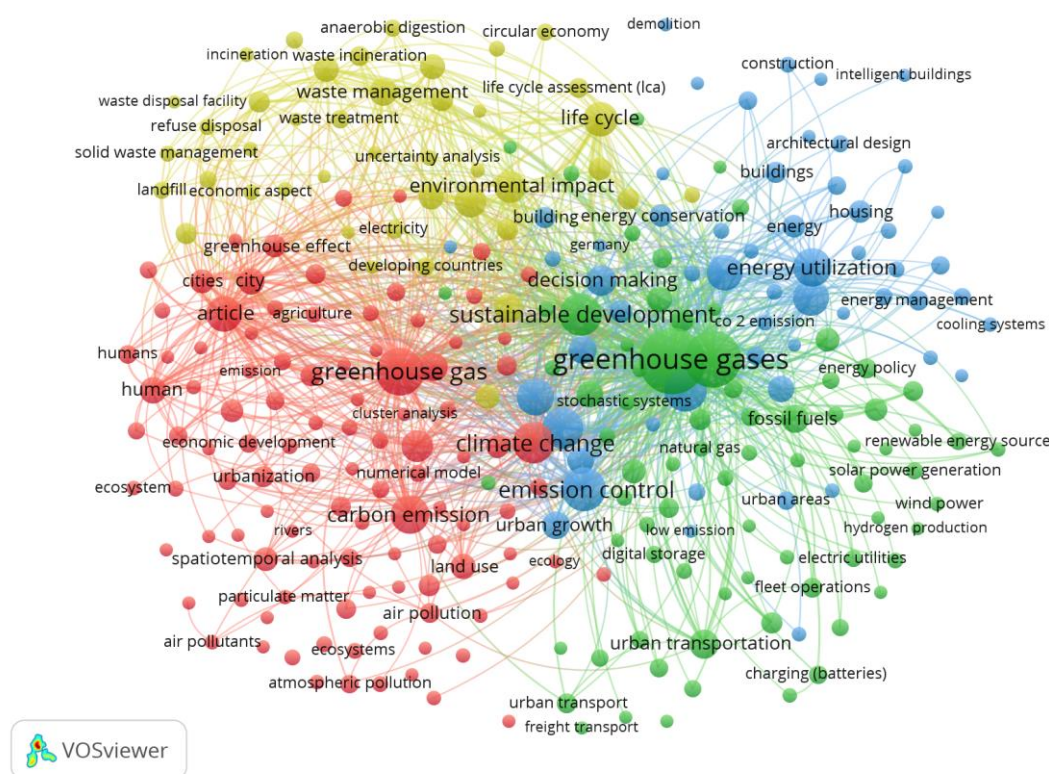 demolition
anaerobic digestion
circular economy
incineration
waste incineration
construction
intelligent buildings
waste management
life cycle assessment (lca)
waste disposal facility
waste treatment
life cycle
refuse disposal
architectural design
solid waste management
uncertainty analysis
buildings
landfill
economic aspect
environmental impact
building
energy conservation
housing
electricity
energy
greenhouse effect
germany
developing countries
decision making
energy utilization
cities
city
article
agriculture
sustainable development
co 2 emission
energy management
cooling systems
humans
greenhouse gases
emission
greenhouse gas
energy policy
human
stochastic systems
cluster analysis
fossil fuels
economic development
climate change
natural gas
renewable energy source
urbanization
numerical model
solar power generation
ecosystem
emission control
urban areas
wind power
carbon emission
urban growth
low emission
hydrogen production
rivers
digital storage
spatiotemporal analysis
land use
ecology
electric utilities
particulate matter
fleet operations
air pollution
air pollutants
ecosystems
urban transportation
atmospheric pollution
charging (batteries)
urban transport
freight transport
VOSviewer